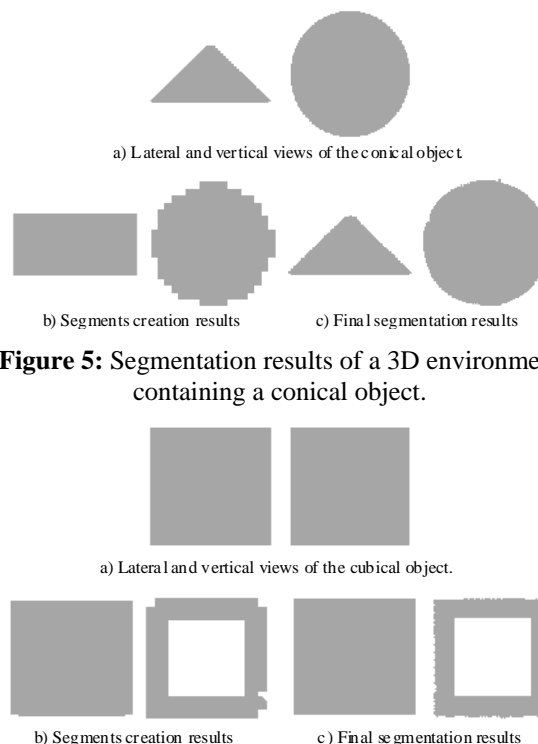 a) Lateral and vertical views of the conical object.
b) Segments creation results
c) Final segmentation results
Figure 5: Segmentation results of a 3D environme
containing a conical object.
a) Lateral and vertical views of the cubical object.
b) Segments creation results
c) Final segmentation results